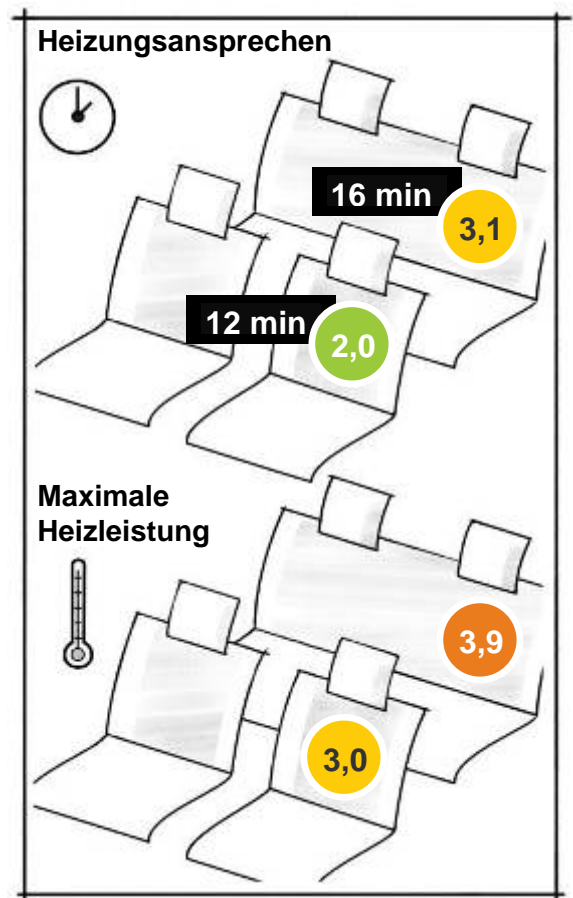 Heizungsansprechen
16 min
3,1
12 min
2,0
Maximale
Heizleistung
3,9
3,0